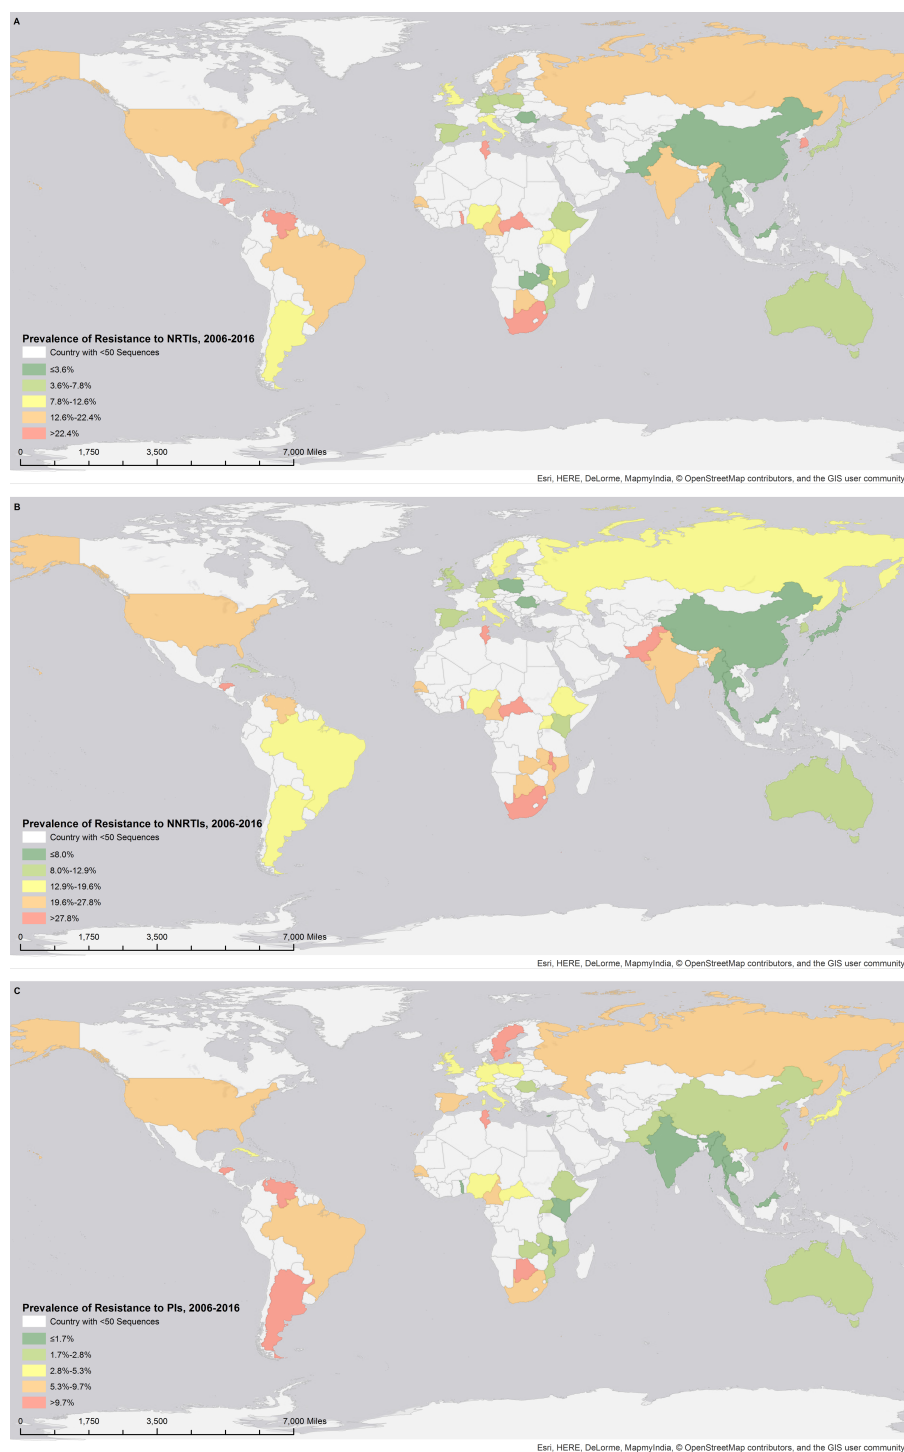 A
Prevalence of Resistance to NRTIs, 2006-2016
Country with <50 Sequences
≤3.6%
3.6%-7.8%
7.8%-12.6%
12.6%-22.4%
>22.4%
0 1,750 3,500 7,000 Miles
Esri, HERE, DeLorme, MapmyIndia, © OpenStreetMap contributors, and the GIS user community
B
Prevalence of Resistance to NNRTIs, 2006-2016
Country with <50 Sequences
≤8.0%
8.0%-12.9%
12.9%-19.6%
19.6%-27.8%
>27.8%
0 1,750 3,500 7,000 Miles
Esri, HERE, DeLorme, MapmyIndia, © OpenStreetMap contributors, and the GIS user community
C
Prevalence of Resistance to PIs, 2006-2016
Country with <50 Sequences
≤1.7%
1.7%-2.8%
2.8%-5.3%
5.3%-9.7%
>9.7%
0 1,750 3,500 7,000 Miles
Esri, HERE, DeLorme, MapmyIndia, © OpenStreetMap contributors, and the GIS user community